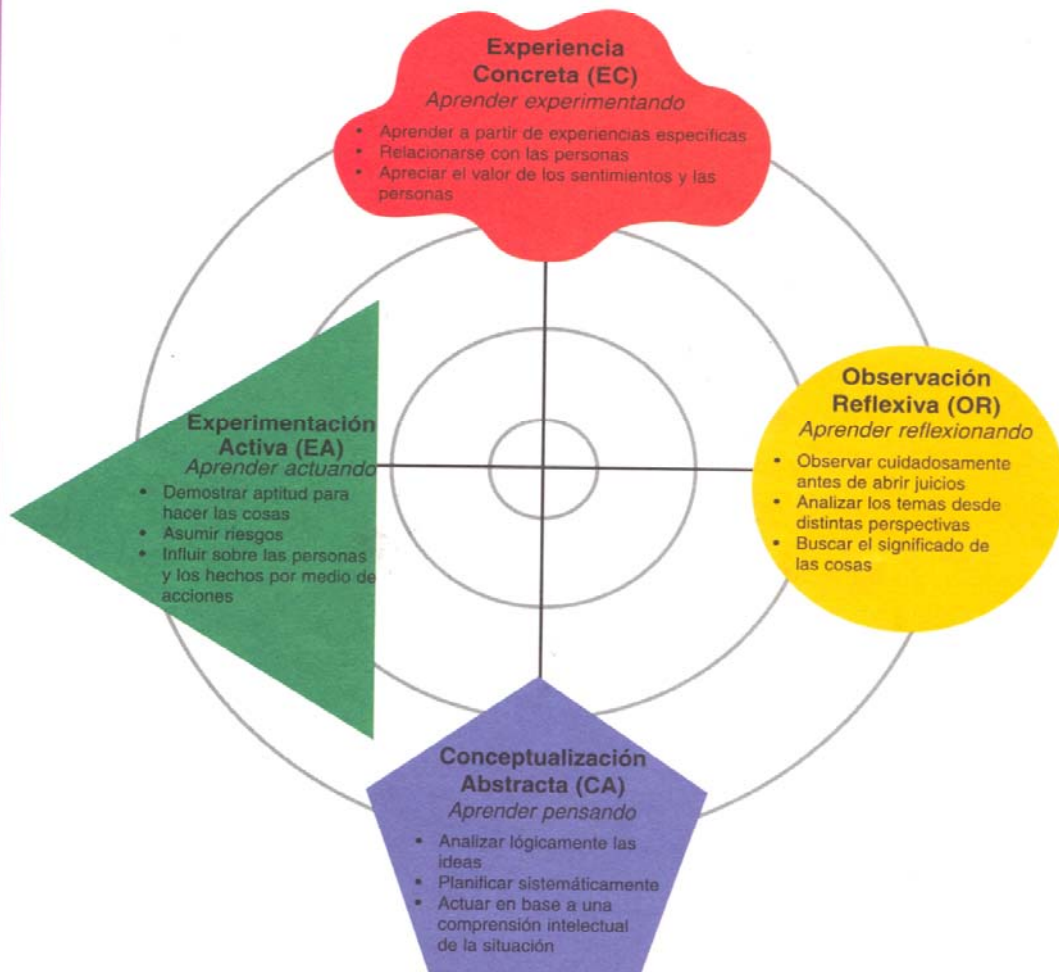 Experiencia
Concreta (EC)
Aprender experimentando
• Aprender a partir de experiencias específicas
• Relacionarse con las personas
• Apreciar el valor de los sentimientos y las
personas
Experimentación
Activa (EA)
Aprender actuando
• Demostrar aptitud para
hacer las cosas
• Asumir riesgos
• Influir sobre las personas
y los hechos por medio de
acciones
Observación
Reflexiva (OR)
Aprender reflexionando
• Observar cuidadosamente
antes de abrir juicios
• Analizar los temas desde
distintas perspectivas
• Buscar el significado de
las cosas
Conceptualización
Abstracta (CA)
Aprender pensando
• Analizar lógicamente las
ideas
• Planificar sistemáticamente
• Actuar en base a una
comprensión intelectual
de la situación